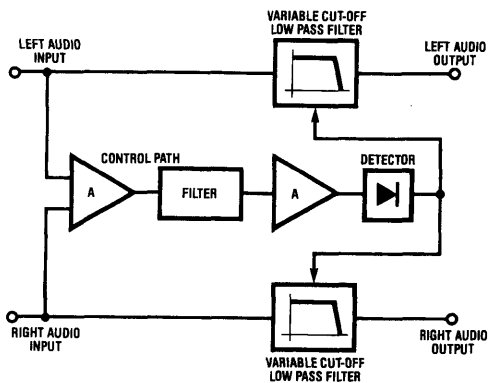 VARIABLE CUT-OFF
LOW PASS FILTER
LEFT AUDIO
INPUT
LEFT AUDIO
OUTPUT
CONTROL PATH
DETECTOR
A
FILTER
A
RIGHT AUDIO
INPUT
RIGHT AUDIO
OUTPUT
VARIABLE CUT-OFF
LOW PASS FILTER